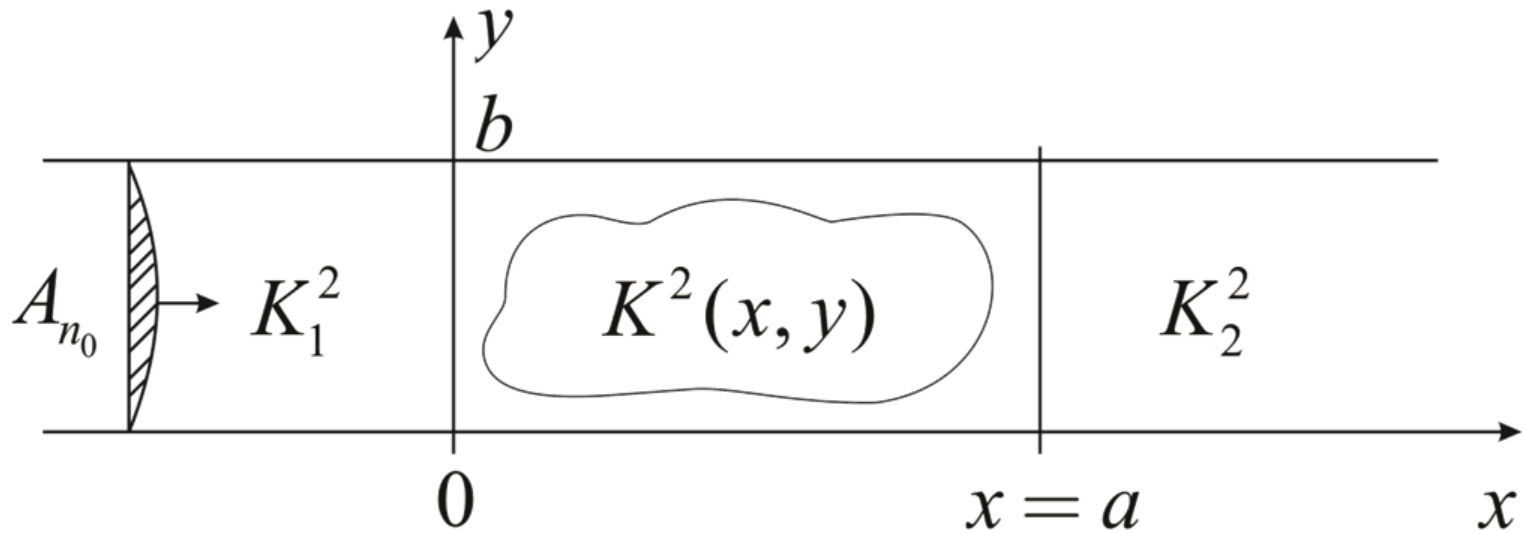 y
b
A_{n_0}
K_1^2
K^2(x, y)
K_2^2
0
x = a
x